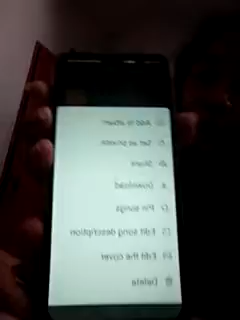 Add to album
Set as private
Share
Download
Pin songs
Edit song description
Edit the cover
Delete